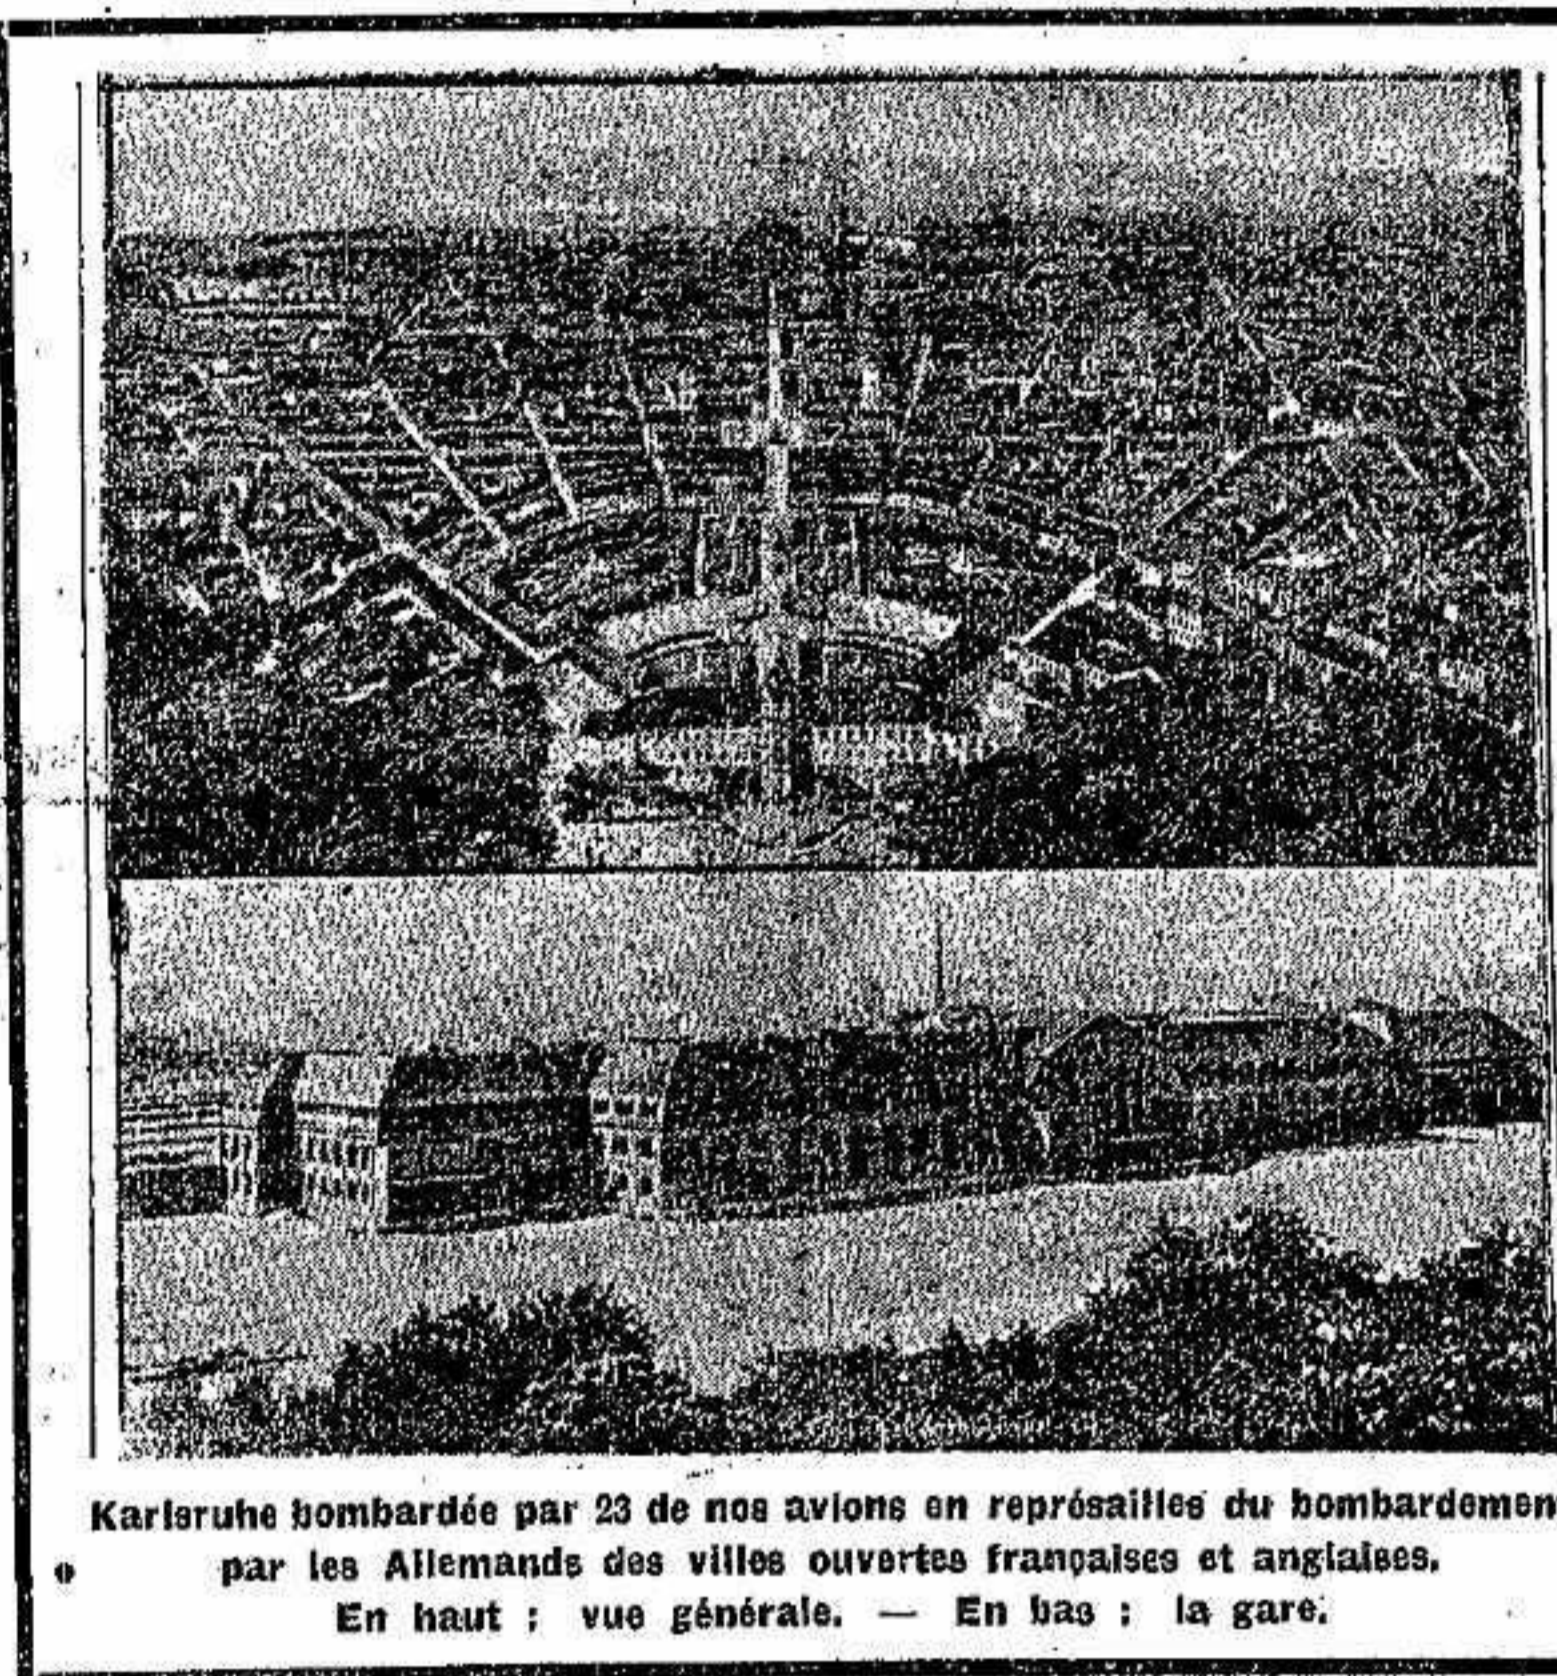 Karlsruhe bombardée par 23 de nos avions en représailles du bombardemen
par les Allemands des villes ouvertes françaises et anglaises.
En haut : vue générale. — En bas : la gare.